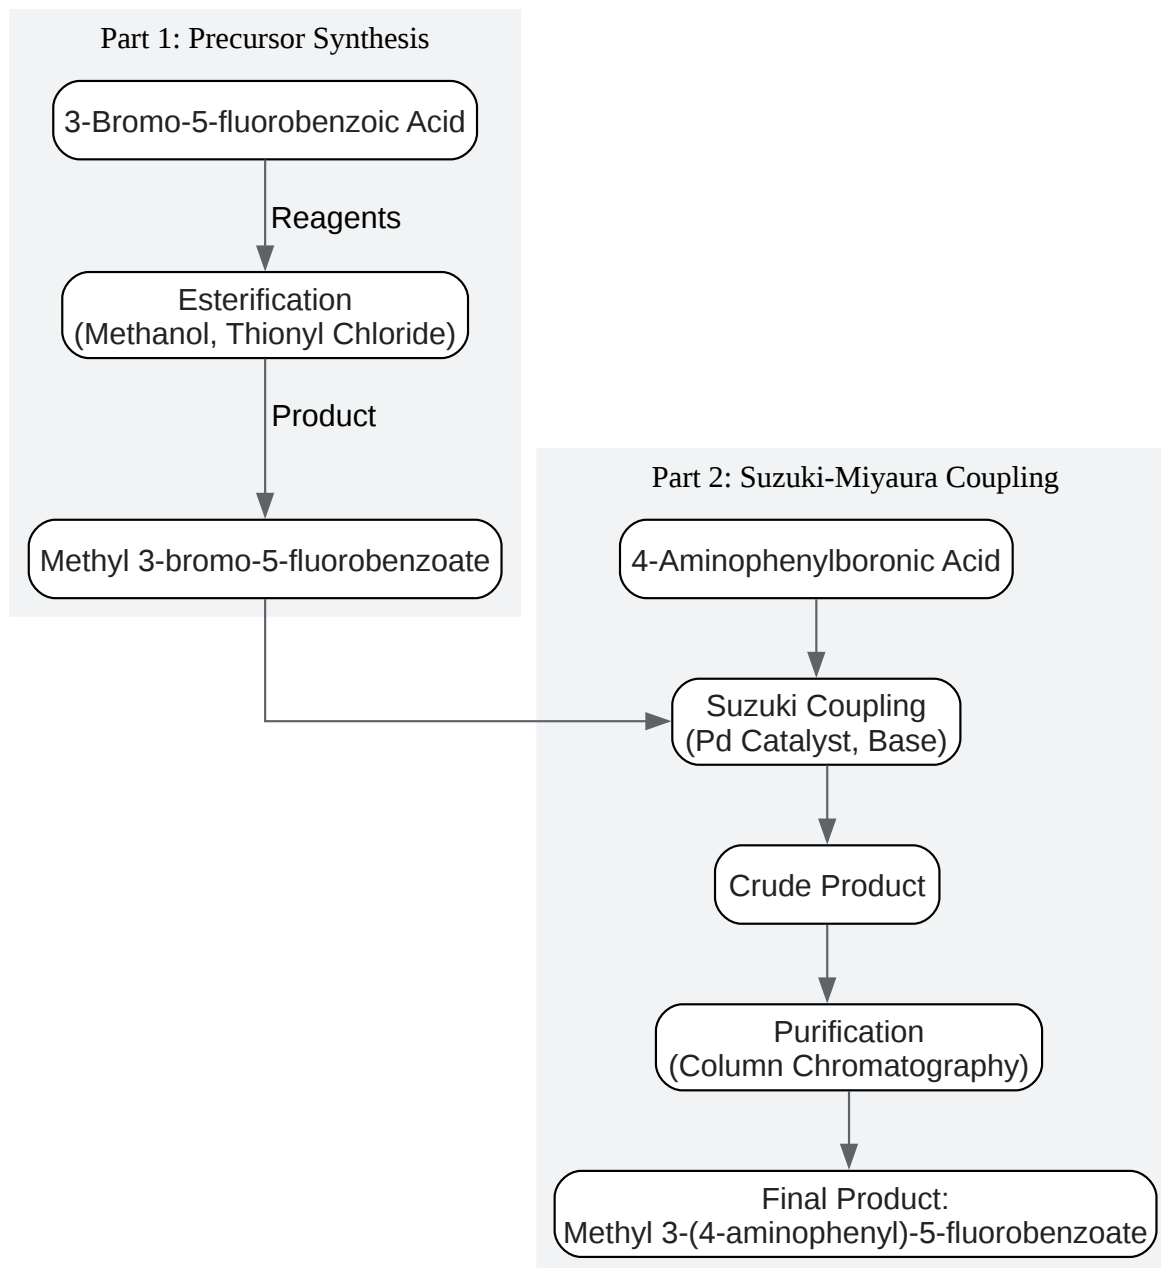 Part 1: Precursor Synthesis
3-Bromo-5-fluorobenzoic Acid
Reagents
Esterification
(Methanol, Thionyl Chloride)
Product
Methyl 3-bromo-5-fluorobenzoate
Part 2: Suzuki-Miyaura Coupling
4-Aminophenylboronic Acid
Suzuki Coupling
(Pd Catalyst, Base)
Crude Product
Purification
(Column Chromatography)
Final Product:
Methyl 3-(4-aminophenyl)-5-fluorobenzoate